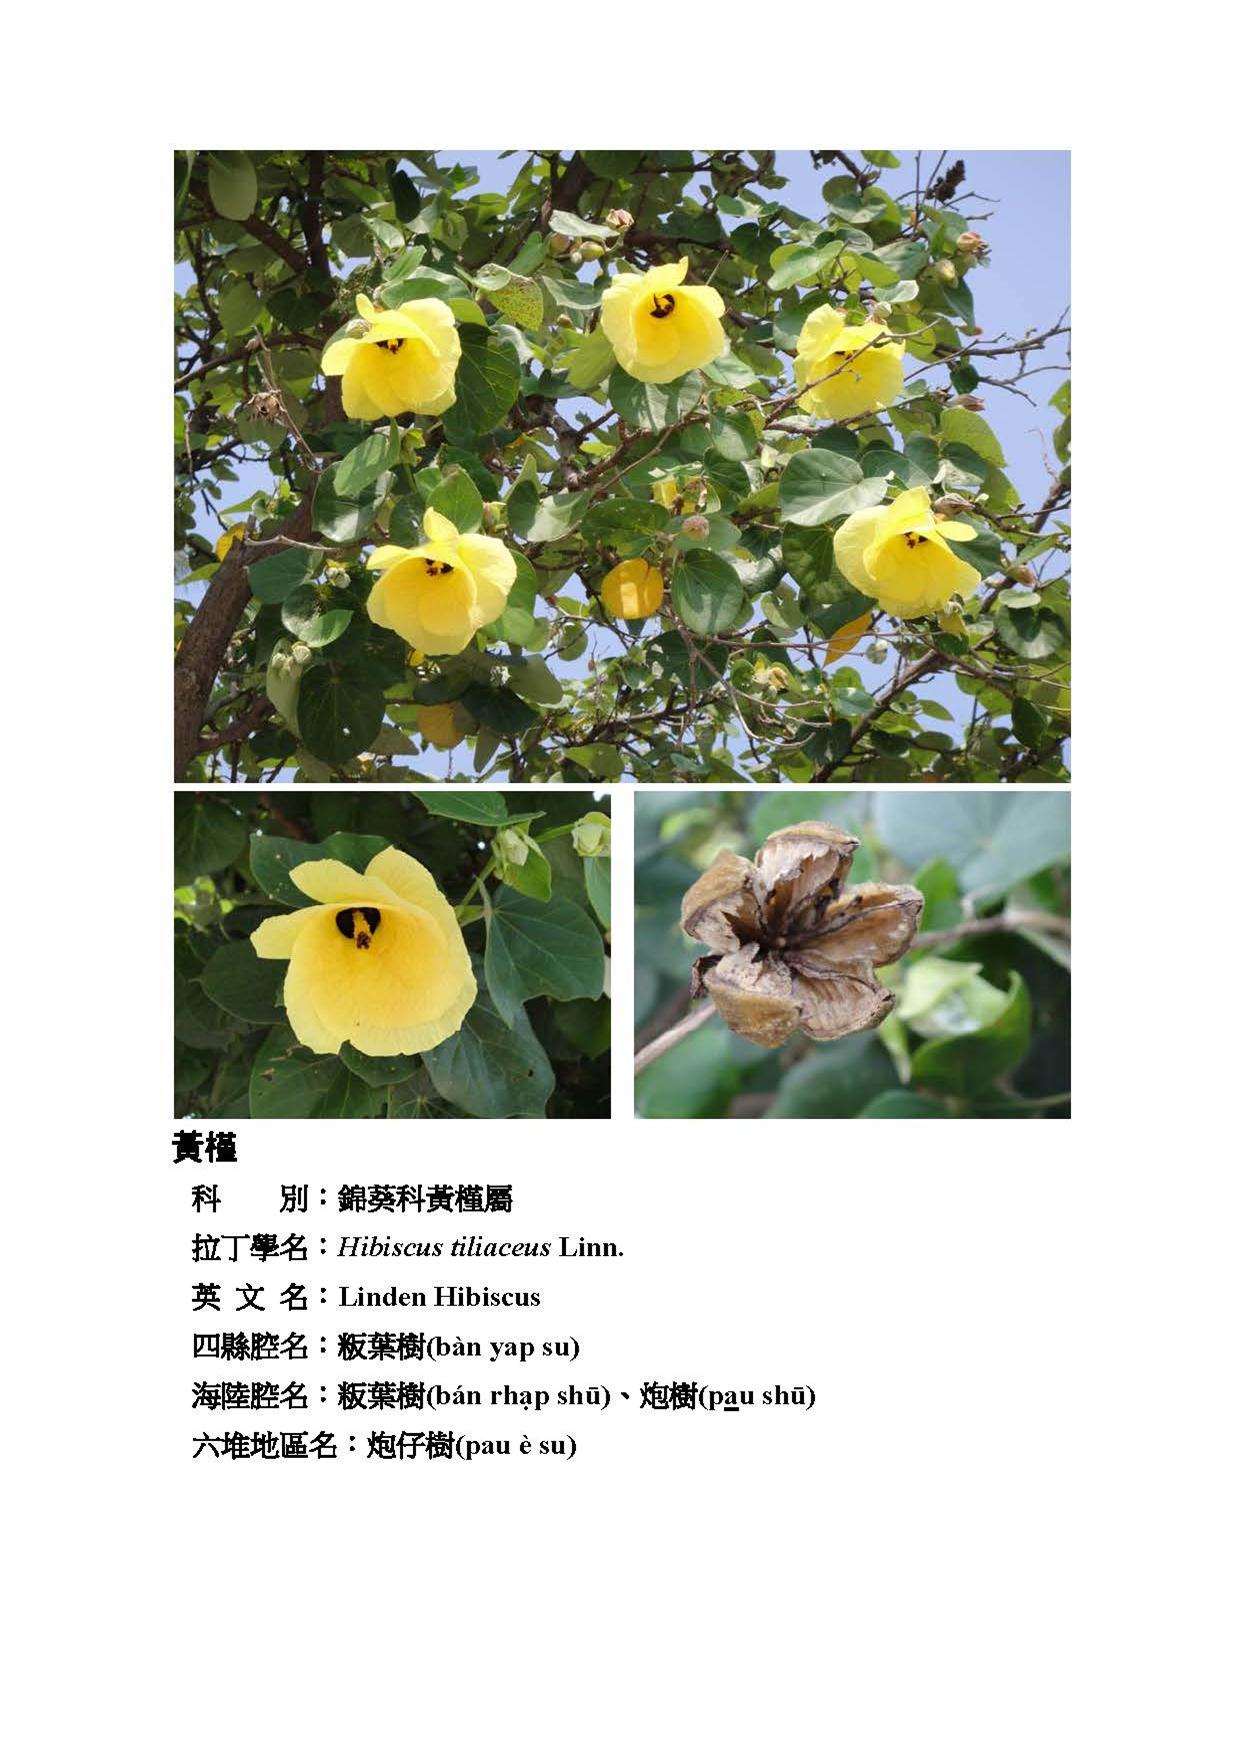 黃槿
科　　別：錦葵科黃槿屬
拉丁學名：Hibiscus tiliaceus Linn.
英 文 名：Linden Hibiscus
四縣腔名：粄葉樹(bàn yap su)
海陸腔名：粄葉樹(bán rhạp shū)、炮樹(pau shū)
六堆地區名：炮仔樹(pau è su)